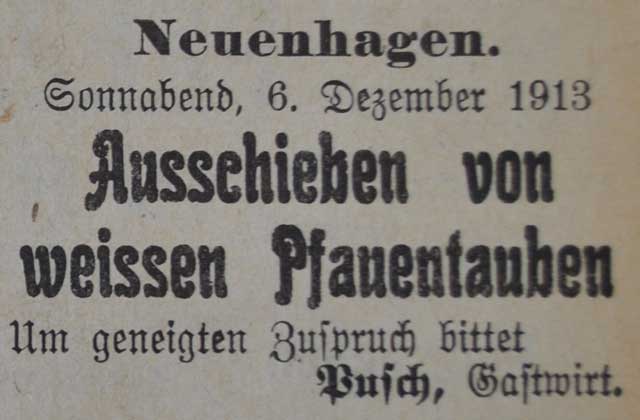 Neuenhagen.
Sonnabend, 6. Dezember 1913
Ausschieben von
weissen Pfauentauben
Um geneigten Zuspruch bittet
Pusch, Gastwirt.